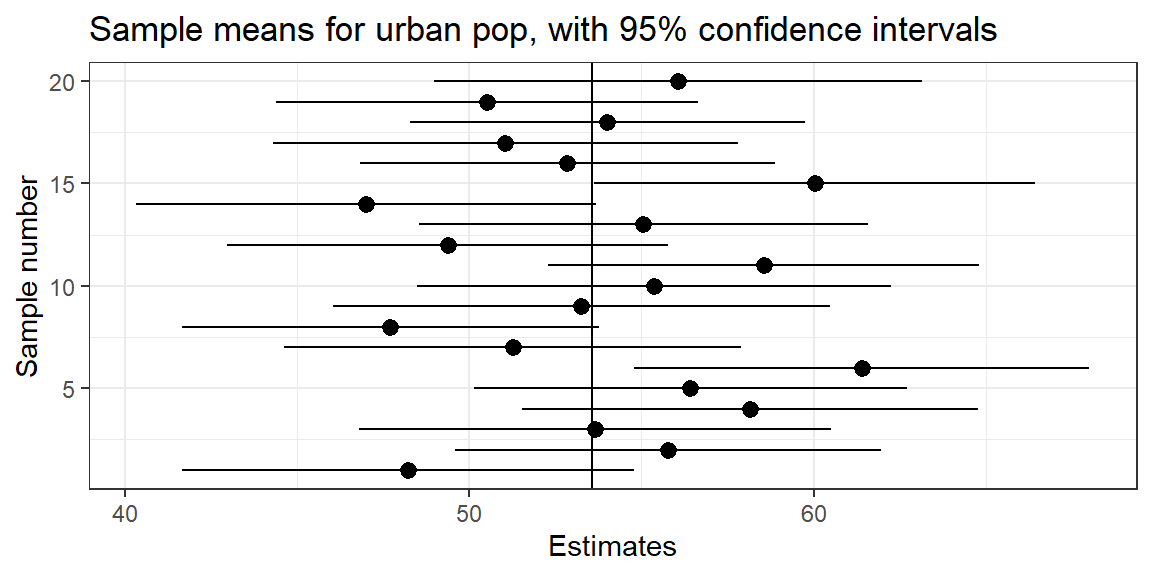 Sample means for urban pop, with 95% confidence intervals
Sample number
20
15
10
5
40 50 60
Estimates